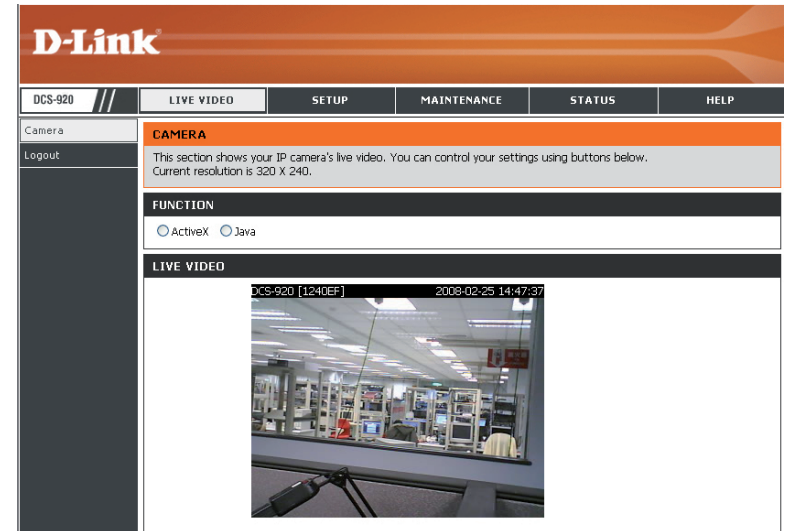 D-Link
DCS-920
LIVE VIDEO
SETUP
MAINTENANCE
STATUS
HELP
Camera
Logout
CAMERA
This section shows your IP camera's live video. You can control your settings using buttons below.
Current resolution is 320 X 240.
FUNCTION
ActiveX
Java
LIVE VIDEO
DCS-920 [1240EF] 2008-02-25 14:47:37